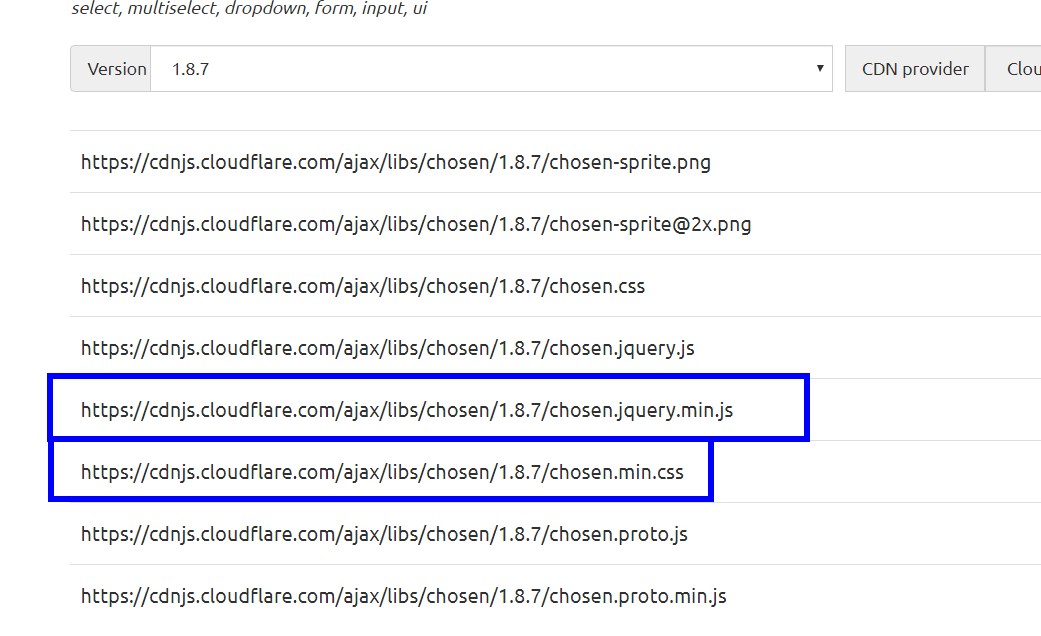 select, multiselect, dropdown, form, input, ui
Version 1.8.7 CDN provider Clou
https://cdnjs.cloudflare.com/ajax/libs/chosen/1.8.7/chosen-sprite.png
https://cdnjs.cloudflare.com/ajax/libs/chosen/1.8.7/chosen-sprite@2x.png
https://cdnjs.cloudflare.com/ajax/libs/chosen/1.8.7/chosen.css
https://cdnjs.cloudflare.com/ajax/libs/chosen/1.8.7/chosen.jquery.js
https://cdnjs.cloudflare.com/ajax/libs/chosen/1.8.7/chosen.jquery.min.js
https://cdnjs.cloudflare.com/ajax/libs/chosen/1.8.7/chosen.min.css
https://cdnjs.cloudflare.com/ajax/libs/chosen/1.8.7/chosen.proto.js
https://cdnjs.cloudflare.com/ajax/libs/chosen/1.8.7/chosen.proto.min.js